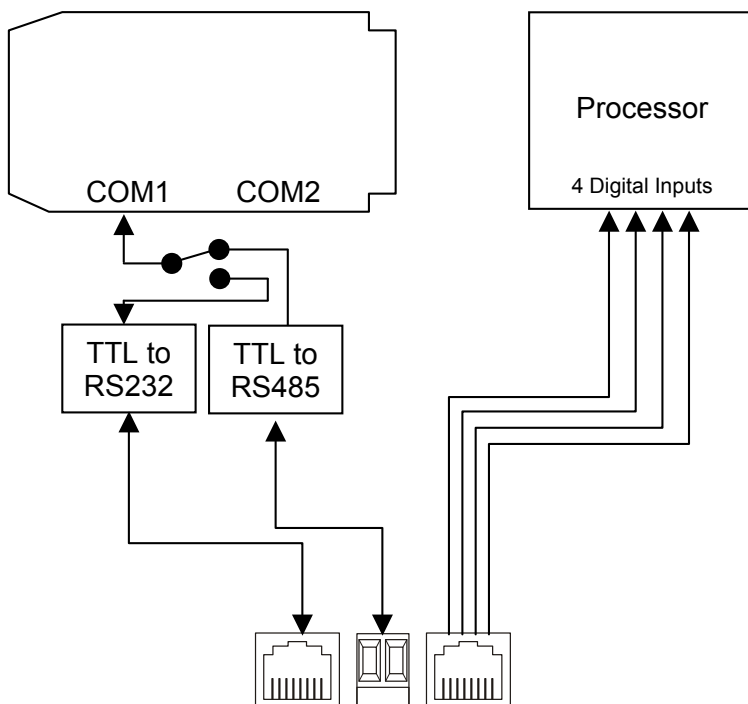 Processor
4 Digital Inputs
COM1 COM2
TTL to
RS232
TTL to
RS485